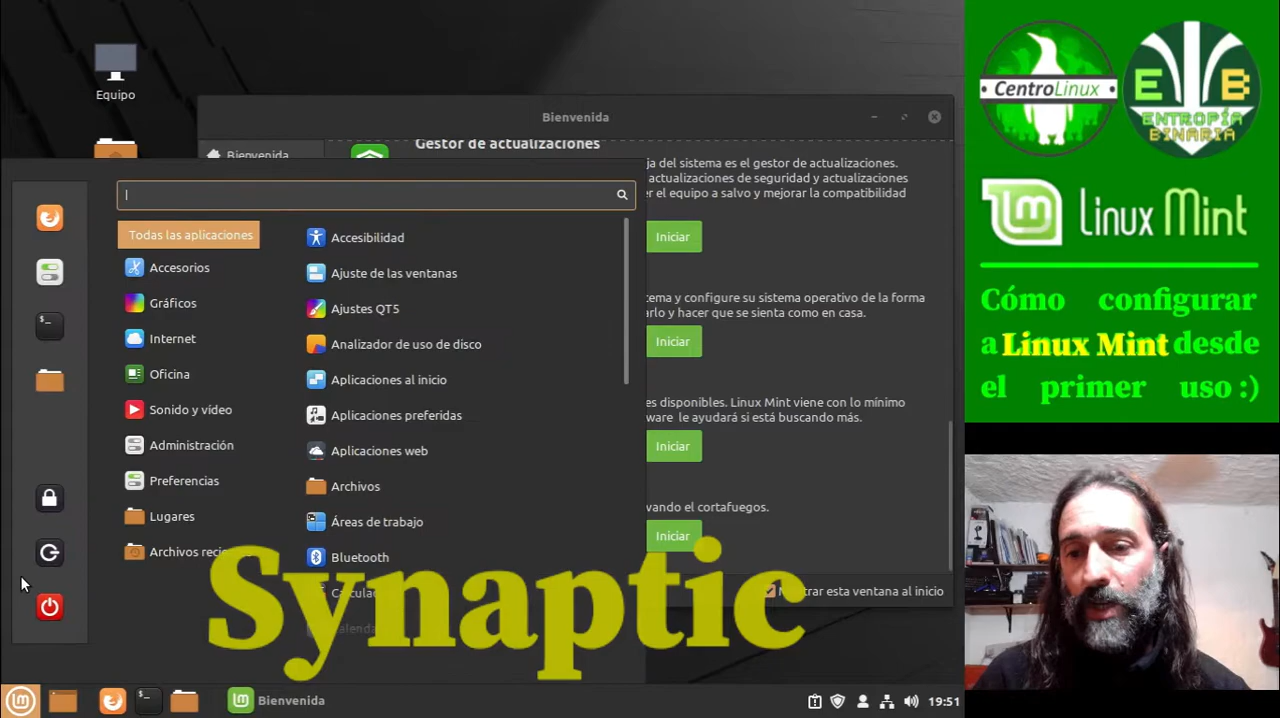 Equipo
Bienvenida
Bienvenida
Gestor de actualizaciones
ja del sistema es el gestor de actualizaciones.
actualizaciones de seguridad y actualizaciones
er el equipo a salvo y mejorar la compatibilidad
Iniciar
tema y configure su sistema operativo de la forma
arlo y hacer que se sienta como en casa.
Iniciar
es disponibles. Linux Mint viene con lo mínimo
ware le ayudará si está buscando más.
Iniciar
vando el cortafuegos.
Iniciar
trar esta ventana al inicio
Todas las aplicaciones
Accesorios
Gráficos
Internet
Oficina
Sonido y vídeo
Administración
Preferencias
Lugares
Archivos
Accesibilidad
Ajuste de las ventanas
Ajustes QT5
Analizador de uso de disco
Aplicaciones al inicio
Aplicaciones preferidas
Aplicaciones web
Archivos
Áreas de trabajo
Bluetooth
Synaptic
Bienvenida
19:51
CentroLinux
E B
ENTROPÍA
BINARIA
Linux Mint
Cómo configurar
a Linux Mint desde
el primer uso :)